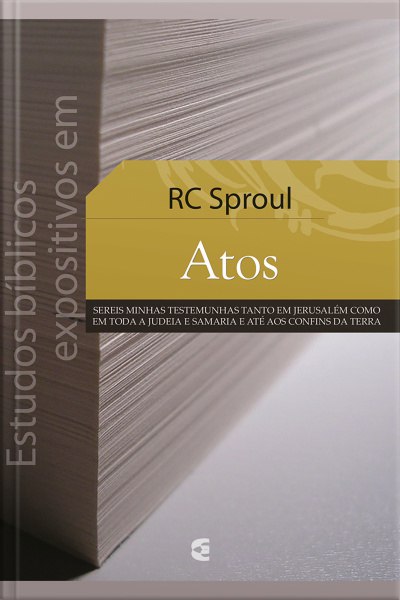 Estudos bíblicos
expositivos em
RC Sproul
Atos
SEREIS MINHAS TESTEMUNHAS TANTO EM JERUSALÉM COMO
EM TODA A JUDEIA E SAMARIA E ATÉ AOS CONFINS DA TERRA